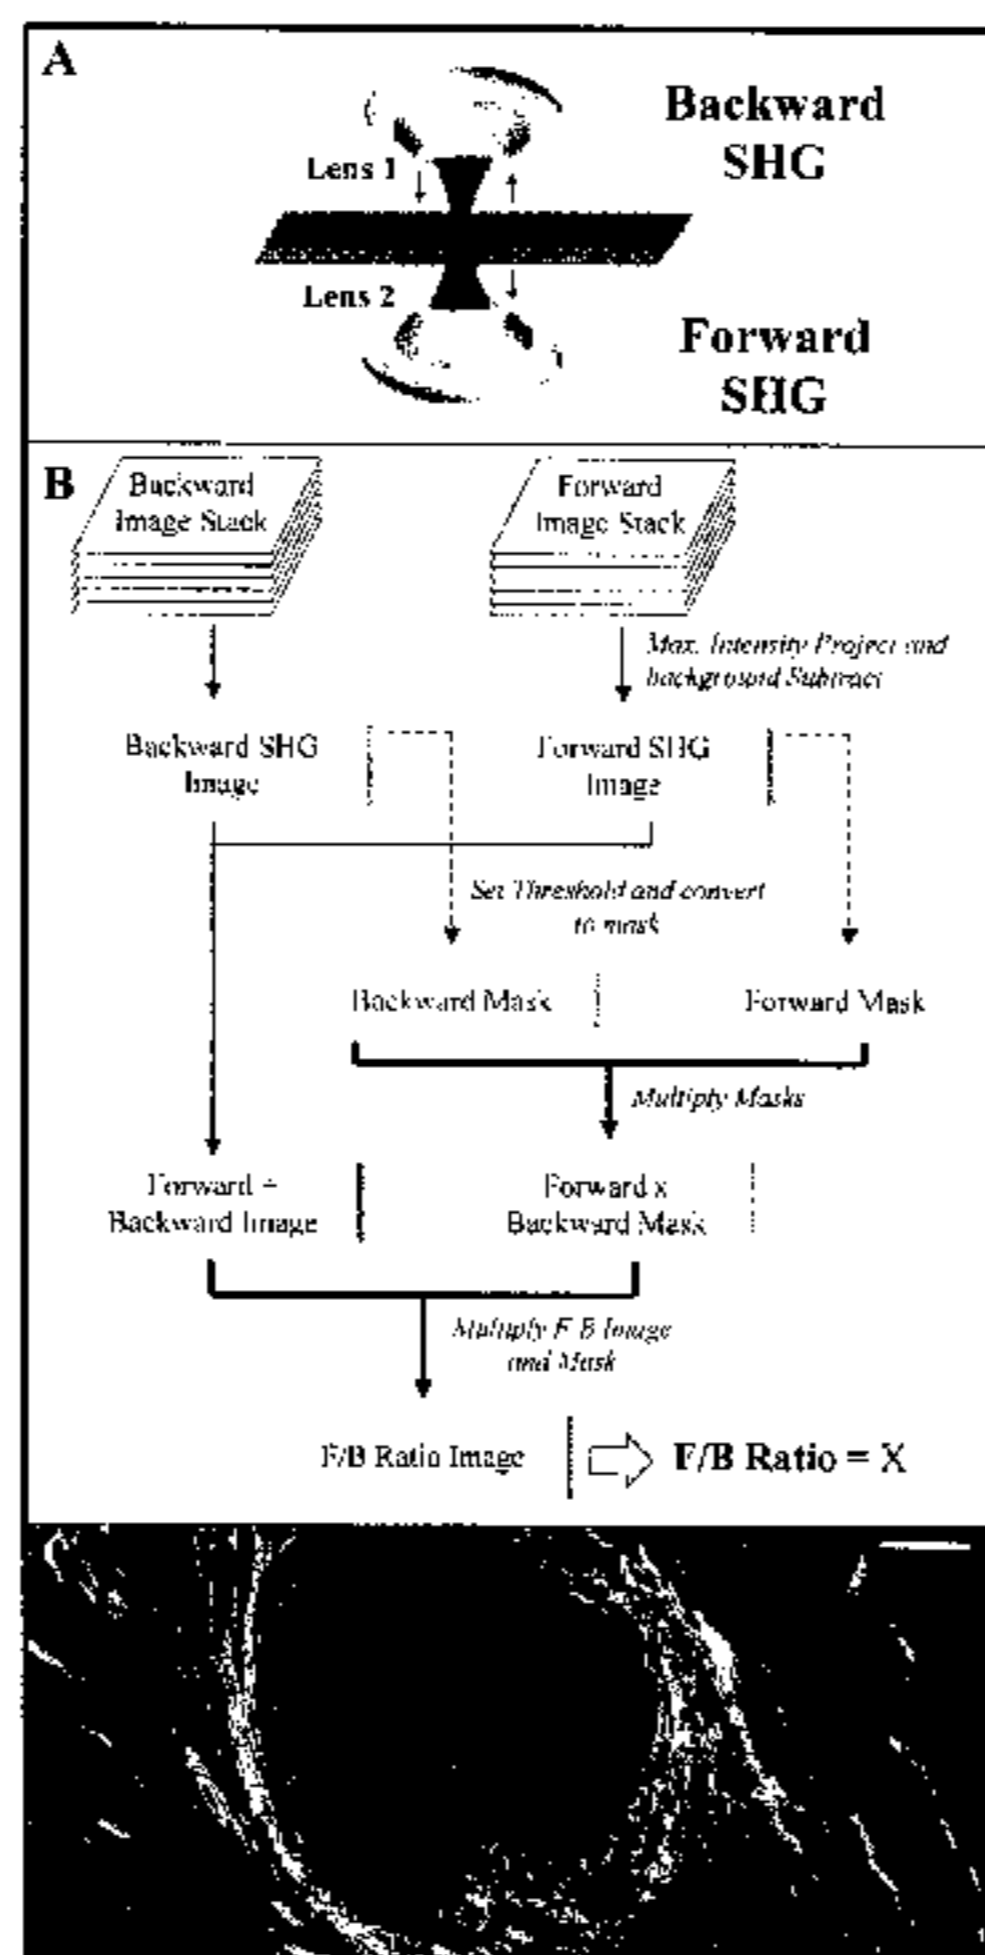 A
Backward
SHG
Lens 1
Lens 2
Forward
SHG
B
Backward
Image Stack
Forward
Image Stack
Max. Intensity Project and
background Subtract
Backward SHG
Image
Forward SHG
Image
Set Threshold and convert
to mask
Backward Mask
Forward Mask
Multiply Masks
Forward ÷
Backward Image
Forward x
Backward Mask
Multiply F B Image
and Mask
F/B Ratio Image
F/B Ratio = X